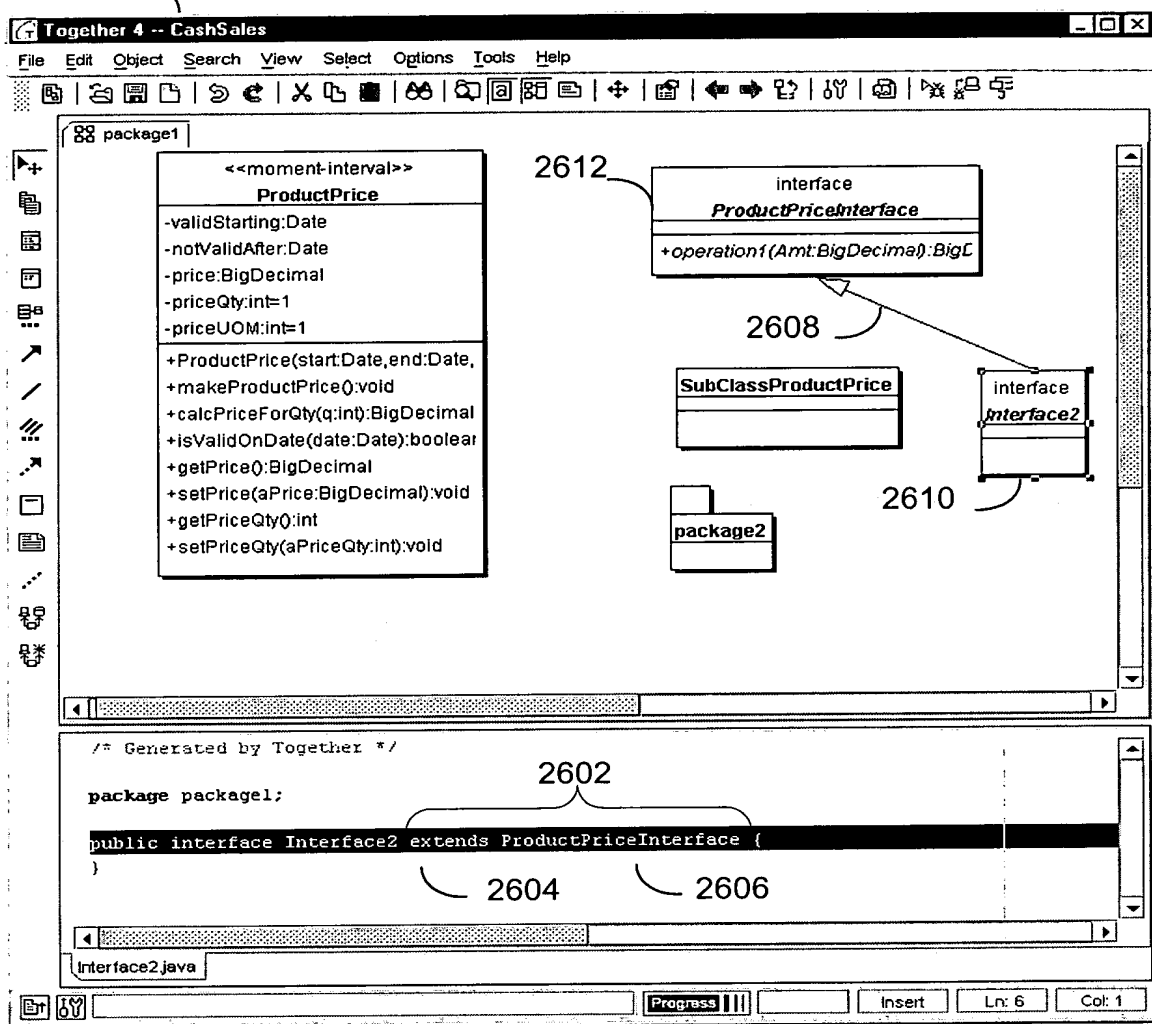 Together 4 -- CashSales
File Edit Object Search View Select Options Tools Help
package1
<<moment-interval>>
ProductPrice
-validStarting:Date
-notValidAfter:Date
-price:BigDecimal
-priceQty:int=1
-priceUOM:int=1
+ProductPrice(start:Date,end:Date,
+makeProductPrice():void
+calcPriceForQty(q:int):BigDecimal
+isValidOnDate(date:Date):boolear
+getPrice():BigDecimal
+setPrice(aPrice:BigDecimal):void
+getPriceQty():int
+setPriceQty(aPriceQty:int):void
2612
interface
ProductPriceInterface
+operation1(Amt:BigDecimal):BigD
2608
SubClassProductPrice
interface
Interface2
2610
package2
/* Generated by Together */
2602
package package1;
public interface Interface2 extends ProductPriceInterface {
}
2604
2606
Interface2.java
Progress
Insert
Ln: 6
Col: 1